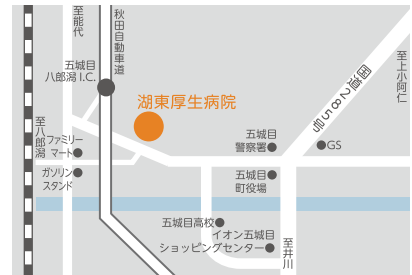 至能代
秋田自動車道
五城目
八郎潟 I.C.
湖東厚生病院
国道285号
至上小阿仁
至八郎潟
ファミリー
マート
ガソリン
スタンド
五城目
警察署
GS
五城目
町役場
五城目高校
イオン五城目
ショッピングセンター
至井川